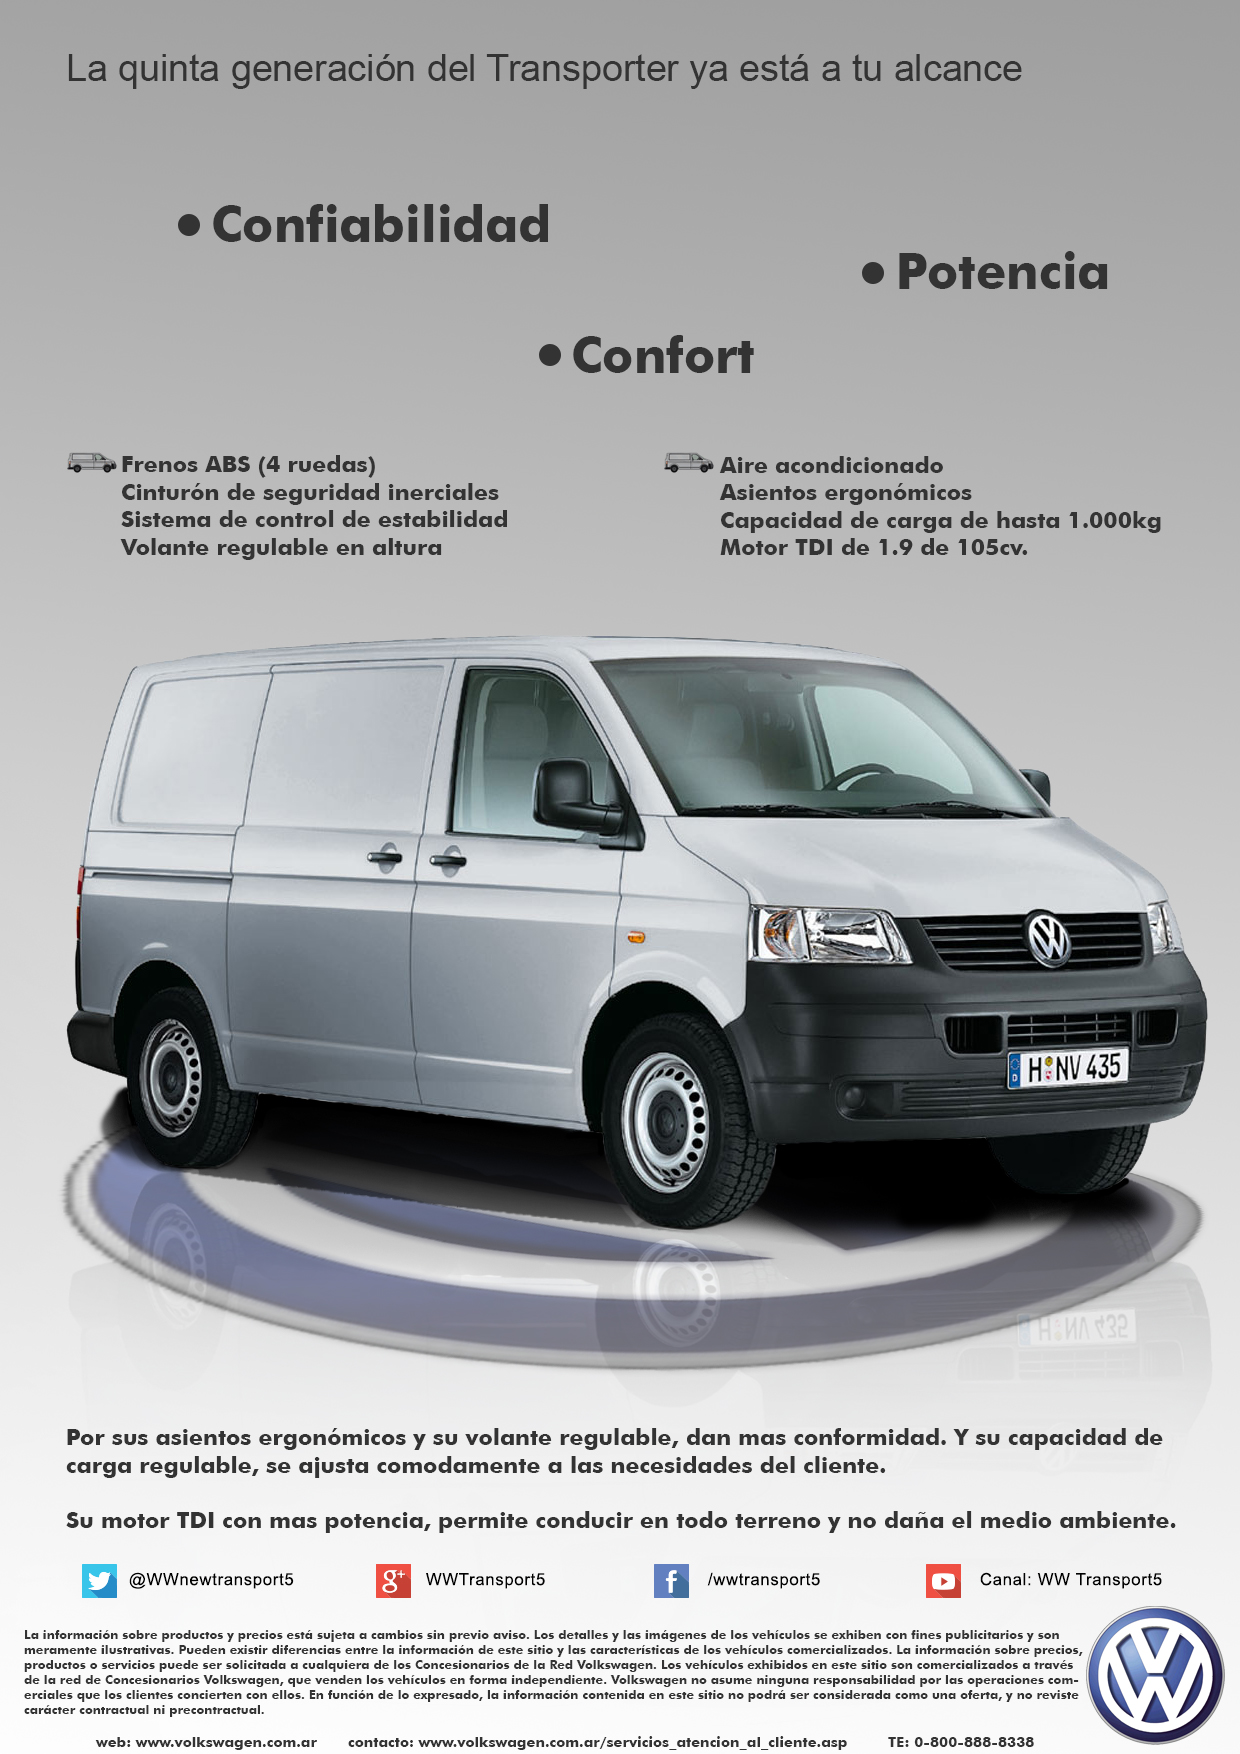 La quinta generación del Transporter ya está a tu alcance
• Confiabilidad
• Potencia
• Confort
Frenos ABS (4 ruedas)
Cinturón de seguridad inerciales
Sistema de control de estabilidad
Volante regulable en altura
Aire acondicionado
Asientos ergonómicos
Capacidad de carga de hasta 1.000kg
Motor TDI de 1.9 de 105cv.
H NV 435
Por sus asientos ergonómicos y su volante regulable, dan mas conformidad. Y su capacidad de
carga regulable, se ajusta comodamente a las necesidades del cliente.
Su motor TDI con mas potencia, permite conducir en todo terreno y no daña el medio ambiente.
@WWnewtransport5
WWTransport5
/wwtransport5
Canal: WW Transport5
La información sobre productos y precios está sujeta a cambios sin previo aviso. Los detalles y las imágenes de los vehículos se exhiben con fines publicitarios y son
meramente ilustrativas. Pueden existir diferencias entre la información de este sitio y las características de los vehículos comercializados. La información sobre precios,
productos o servicios puede ser solicitada a cualquiera de los Concesionarios de la Red Volkswagen. Los vehículos exhibidos en este sitio son comercializados a través
de la red de Concesionarios Volkswagen, que venden los vehículos en forma independiente. Volkswagen no asume ninguna responsabilidad por las operaciones com-
erciales que los clientes concierten con ellos. En función de lo expresado, la información contenida en este sitio no podrá ser considerada como una oferta, y no reviste
carácter contractual ni precontractual.
web: www.volkswagen.com.ar contacto: www.volkswagen.com.ar/servicios_atencion_al_cliente.asp TE: 0-800-888-8338